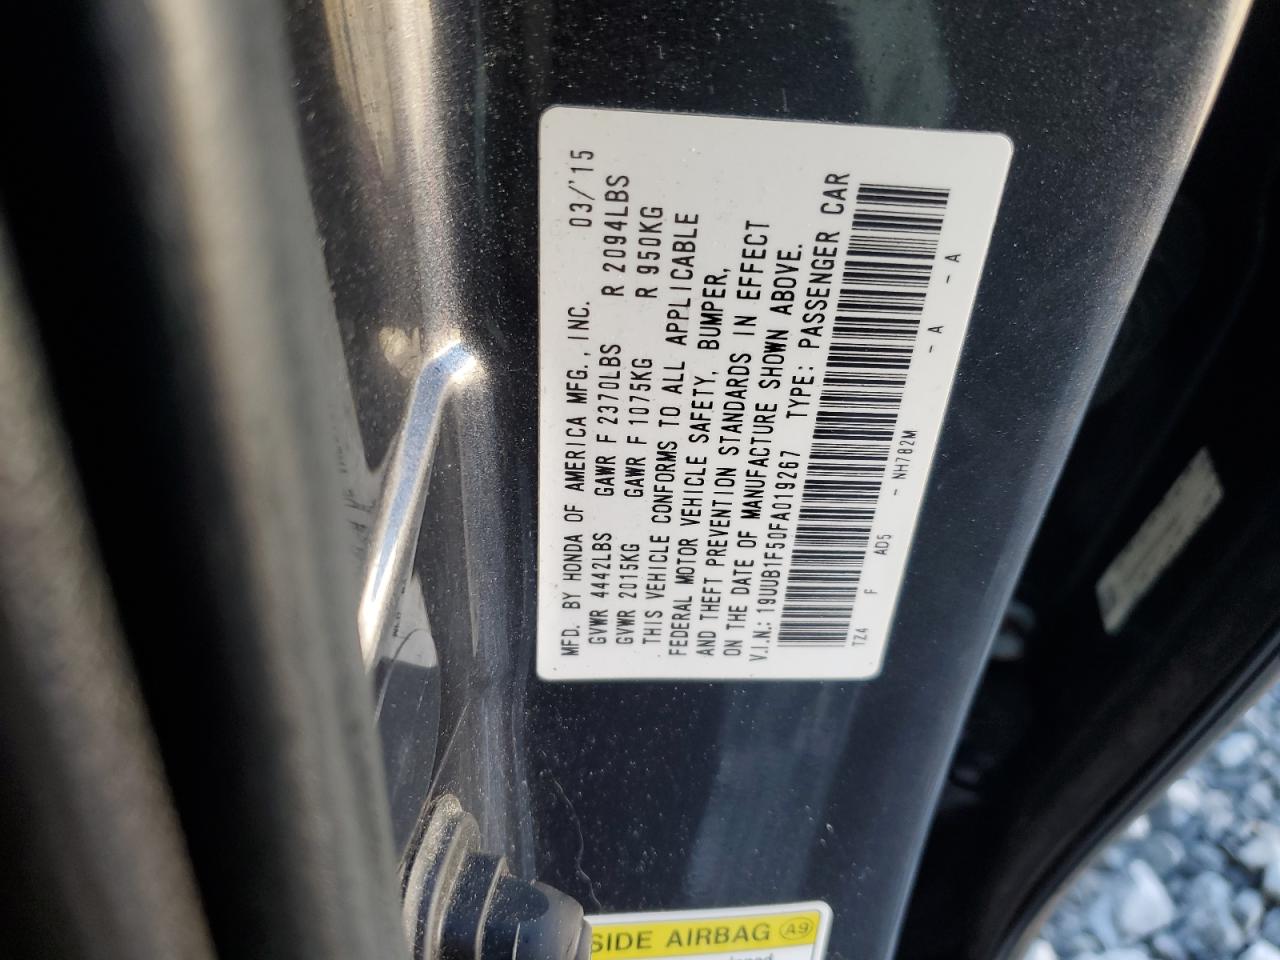 MFD. BY HONDA OF AMERICA MFG., INC. 03/'15
GVWR 4442LBS GAWR F 2370LBS R 2094LBS
GVWR 2015KG GAWR F 1075KG R 950KG
THIS VEHICLE CONFORMS TO ALL APPLICABLE
FEDERAL MOTOR VEHICLE SAFETY, BUMPER,
AND THEFT PREVENTION STANDARDS IN EFFECT
ON THE DATE OF MANUFACTURE SHOWN ABOVE.
V.I.N.: 19UUB1F50FA019267 TYPE: PASSENGER CAR
TZ4 F AD5 - NH782M - A - A
SIDE AIRBAG A9